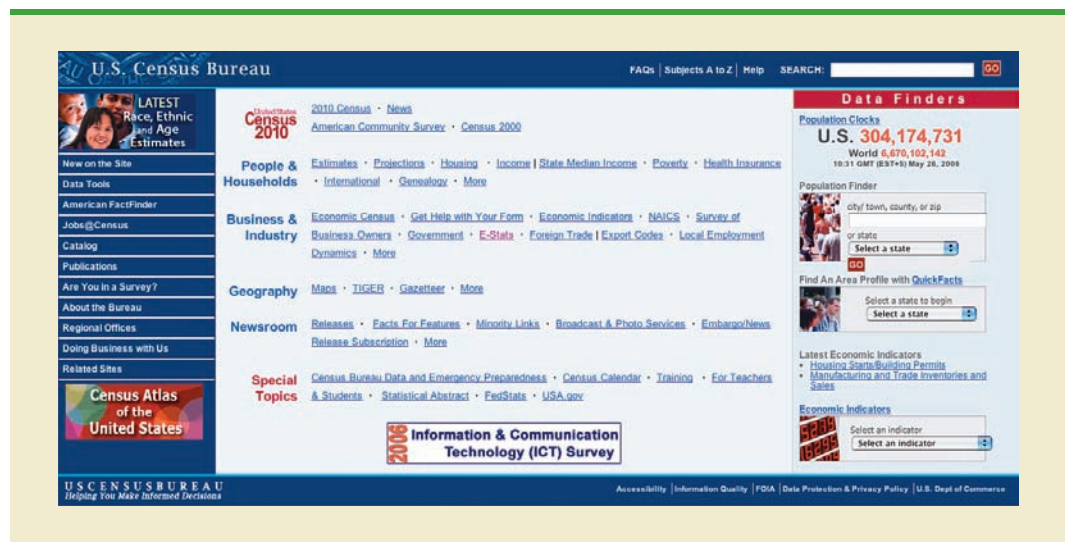 U.S. Census Bureau
FAQs | Subjects A to Z | Help SEARCH: GO
LATEST
Race, Ethnic
and Age
Estimates
New on the Site
Data Tools
American FactFinder
Jobs@Census
Catalog
Publications
Are You in a Survey?
About the Bureau
Regional Offices
Doing Business with Us
Related Sites
Census Atlas
of the
United States
United States
Census
2010
2010 Census · News
American Community Survey · Census 2000
People &
Households
Estimates · Projections · Housing · Income | State Median Income · Poverty · Health Insurance
· International · Genealogy · More
Business &
Industry
Economic Census · Get Help with Your Form · Economic Indicators · NAICS · Survey of
Business Owners · Government · E-Stats · Foreign Trade | Export Codes · Local Employment
Dynamics · More
Geography
Maps · TIGER · Gazetteer · More
Newsroom
Releases · Facts For Features · Minority Links · Broadcast & Photo Services · Embargo/News
Release Subscription · More
Special
Topics
Census Bureau Data and Emergency Preparedness · Census Calendar · Training · For Teachers
& Students · Statistical Abstract · FedStats · USA.gov
2006
Information & Communication
Technology (ICT) Survey
Data Finders
Population Clocks
U.S. 304,174,731
World 6,670,102,142
10:31 GMT (EST+5) May 28, 2008
Population Finder
city/ town, county, or zip
or state
Select a state
GO
Find An Area Profile with QuickFacts
Select a state to begin
Select a state
Latest Economic Indicators
• Housing Starts/Building Permits
• Manufacturing and Trade Inventories and
Sales
Economic Indicators
Select an indicator
Select an indicator
USCENSUSBUREAU
Helping You Make Informed Decisions
Accessibility | Information Quality | FOIA | Data Protection & Privacy Policy | U.S. Dept of Commerce